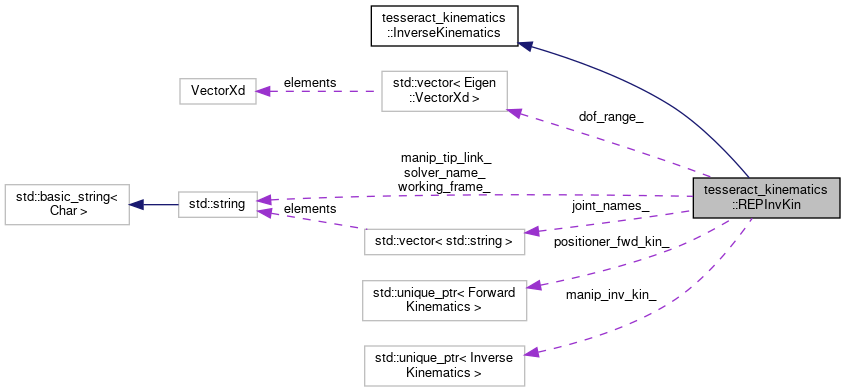 tesseract_kinematics
::InverseKinematics
VectorXd
elements
std::vector< Eigen
::VectorXd >
dof_range_
manip_tip_link_
solver_name_
working_frame_
tesseract_kinematics
::REPInvKin
std::basic_string<
Char >
std::string
elements
joint_names_
std::vector< std::string >
positioner_fwd_kin_
std::unique_ptr< Forward
Kinematics >
manip_inv_kin_
std::unique_ptr< Inverse
Kinematics >